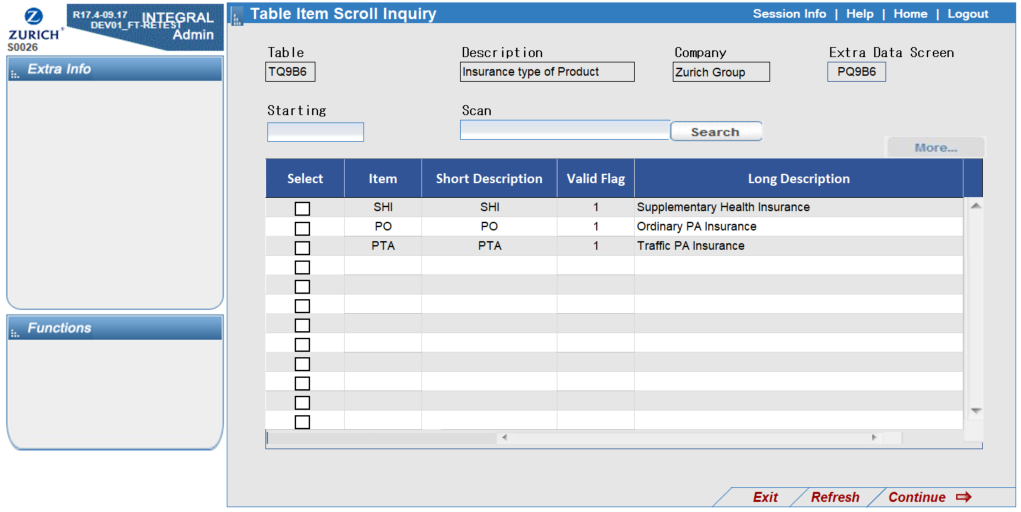 R17.4-09.17 INTEGRAL
DEV01_FT-RETEST
Admin
ZURICH
S0026
Table Item Scroll Inquiry
Session Info | Help | Home | Logout
Extra Info
Table Description Company Extra Data Screen
TQ9B6 Insurance type of Product Zurich Group PQ9B6
Starting Scan
Search
More...
Select Item Short Description Valid Flag Long Description
SHI SHI 1 Supplementary Health Insurance
PO PO 1 Ordinary PA Insurance
PTA PTA 1 Traffic PA Insurance
Functions
Exit Refresh Continue